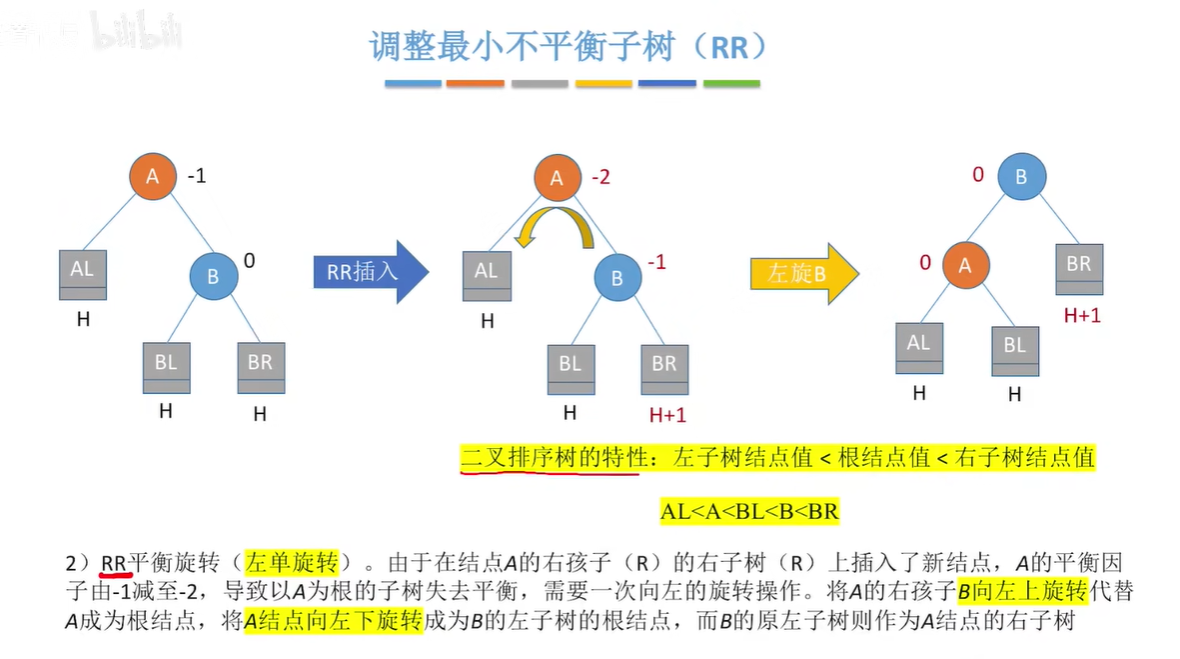 bilibili
调整最小不平衡子树（RR）
A -1
AL
H
B 0
BL
H
BR
H
RR插入
A -2
AL
H
B -1
BL
H
BR
H+1
左旋B
0 B
0 A
BR
H+1
AL
H
BL
H
二叉排序树的特性：左子树结点值 < 根结点值 < 右子树结点值
AL<A<BL<B<BR
2）RR平衡旋转（左单旋转）。由于在结点A的右孩子（R）的右子树（R）上插入了新结点，A的平衡因
子由-1减至-2，导致以A为根的子树失去平衡，需要一次向左的旋转操作。将A的右孩子B向左上旋转代替
A成为根结点，将A结点向左下旋转成为B的左子树的根结点，而B的原左子树则作为A结点的右子树